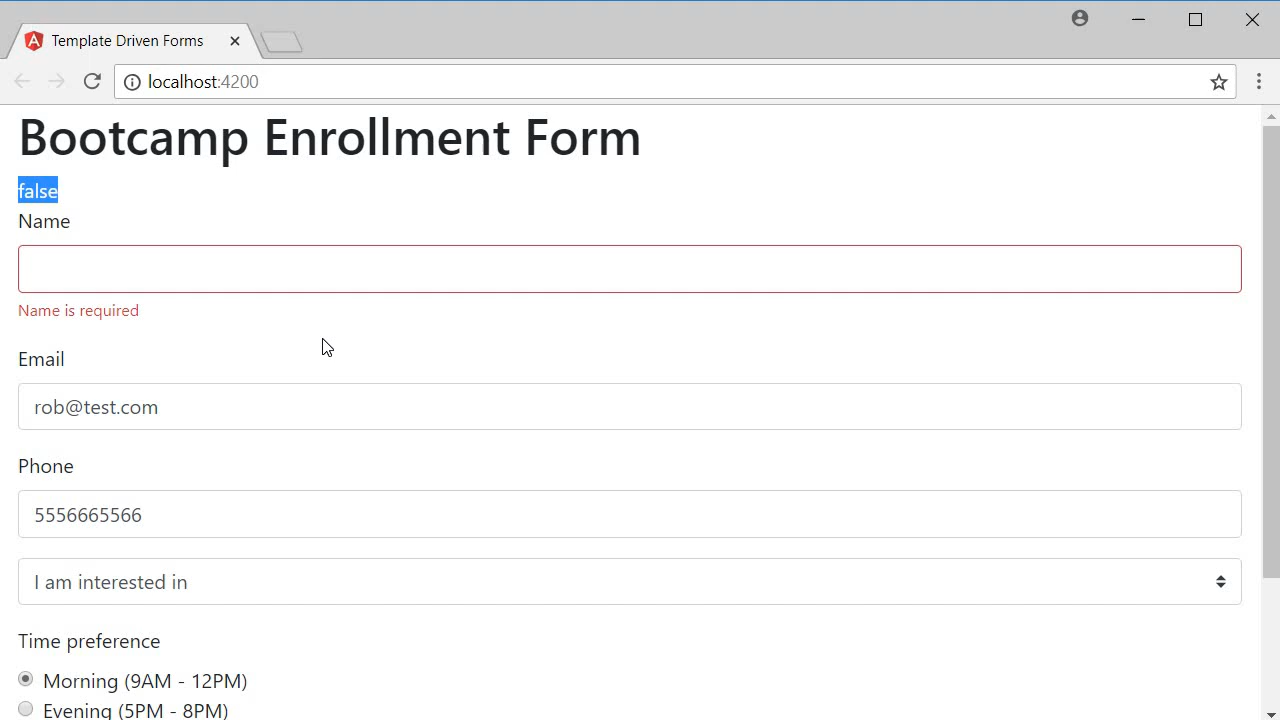 Template Driven Forms
localhost:4200
Bootcamp Enrollment Form
false
Name
Name is required
Email
rob@test.com
Phone
5556665566
I am interested in
Time preference
Morning (9AM - 12PM)
Evening (5PM - 8PM)